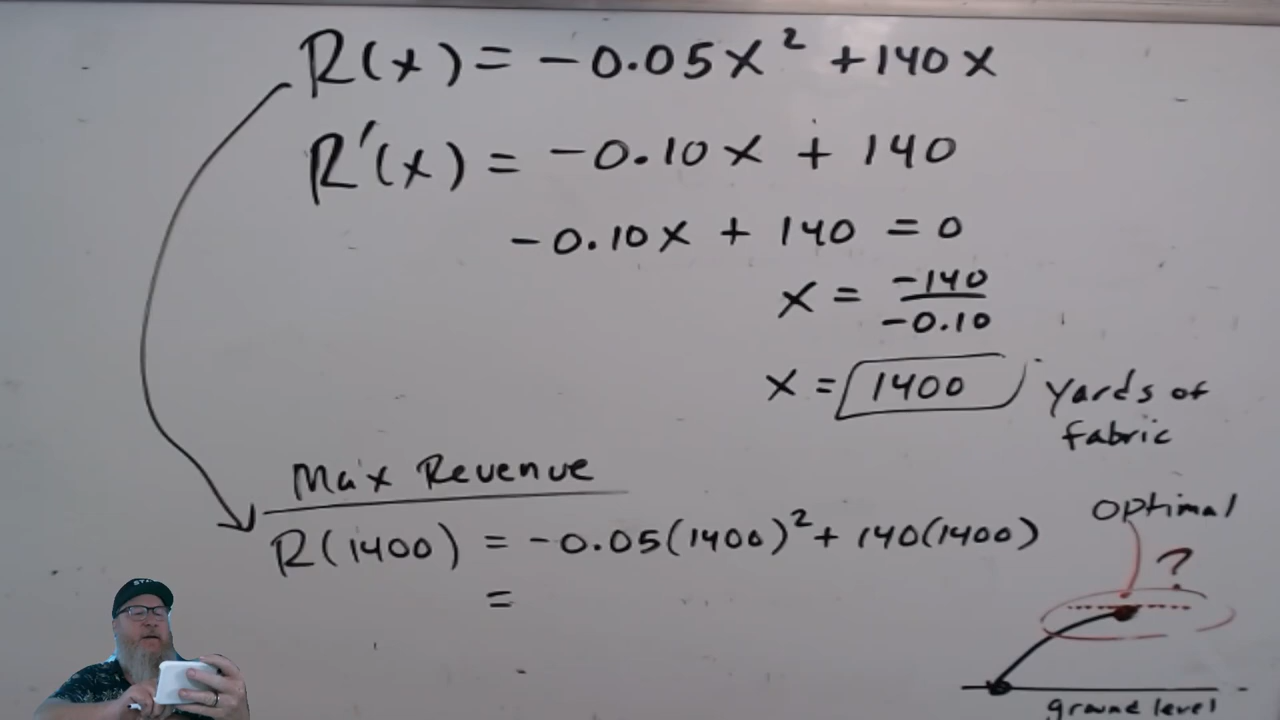 R(x) = -0.05x² + 140x
R'(x) = -0.10x + 140
-0.10x + 140 = 0
x = -140 / -0.10
x = 1400 yards of
fabric
Max Revenue
R(1400) = -0.05(1400)² + 140(1400)
=
optimal
?
ground level